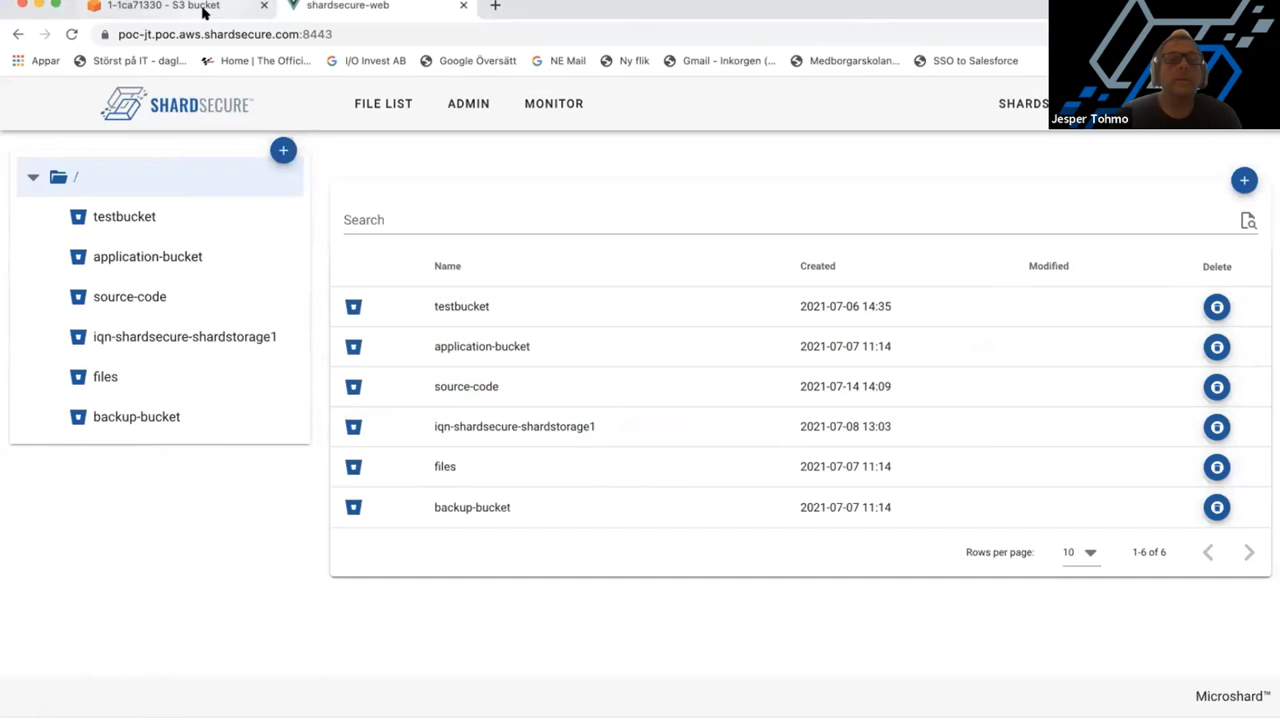 1-1ca71330 - S3 bucket
shardsecure-web
poc-jt.poc.aws.shardsecure.com:8443
Appar
Störst på IT - dagl...
Home | The Offici...
I/O Invest AB
Google Översätt
NE Mail
Ny flik
Gmail - Inkorgen (...
Medborgarskolan...
SSO to Salesforce
SHARDSECURE™
FILE LIST
ADMIN
MONITOR
SHARDS
Jesper Tohmo
/
testbucket
application-bucket
source-code
iqn-shardsecure-shardstorage1
files
backup-bucket
Search
Name Created Modified Delete
testbucket 2021-07-06 14:35
application-bucket 2021-07-07 11:14
source-code 2021-07-14 14:09
iqn-shardsecure-shardstorage1 2021-07-08 13:03
files 2021-07-07 11:14
backup-bucket 2021-07-07 11:14
Rows per page: 10 1-6 of 6
Microshard™